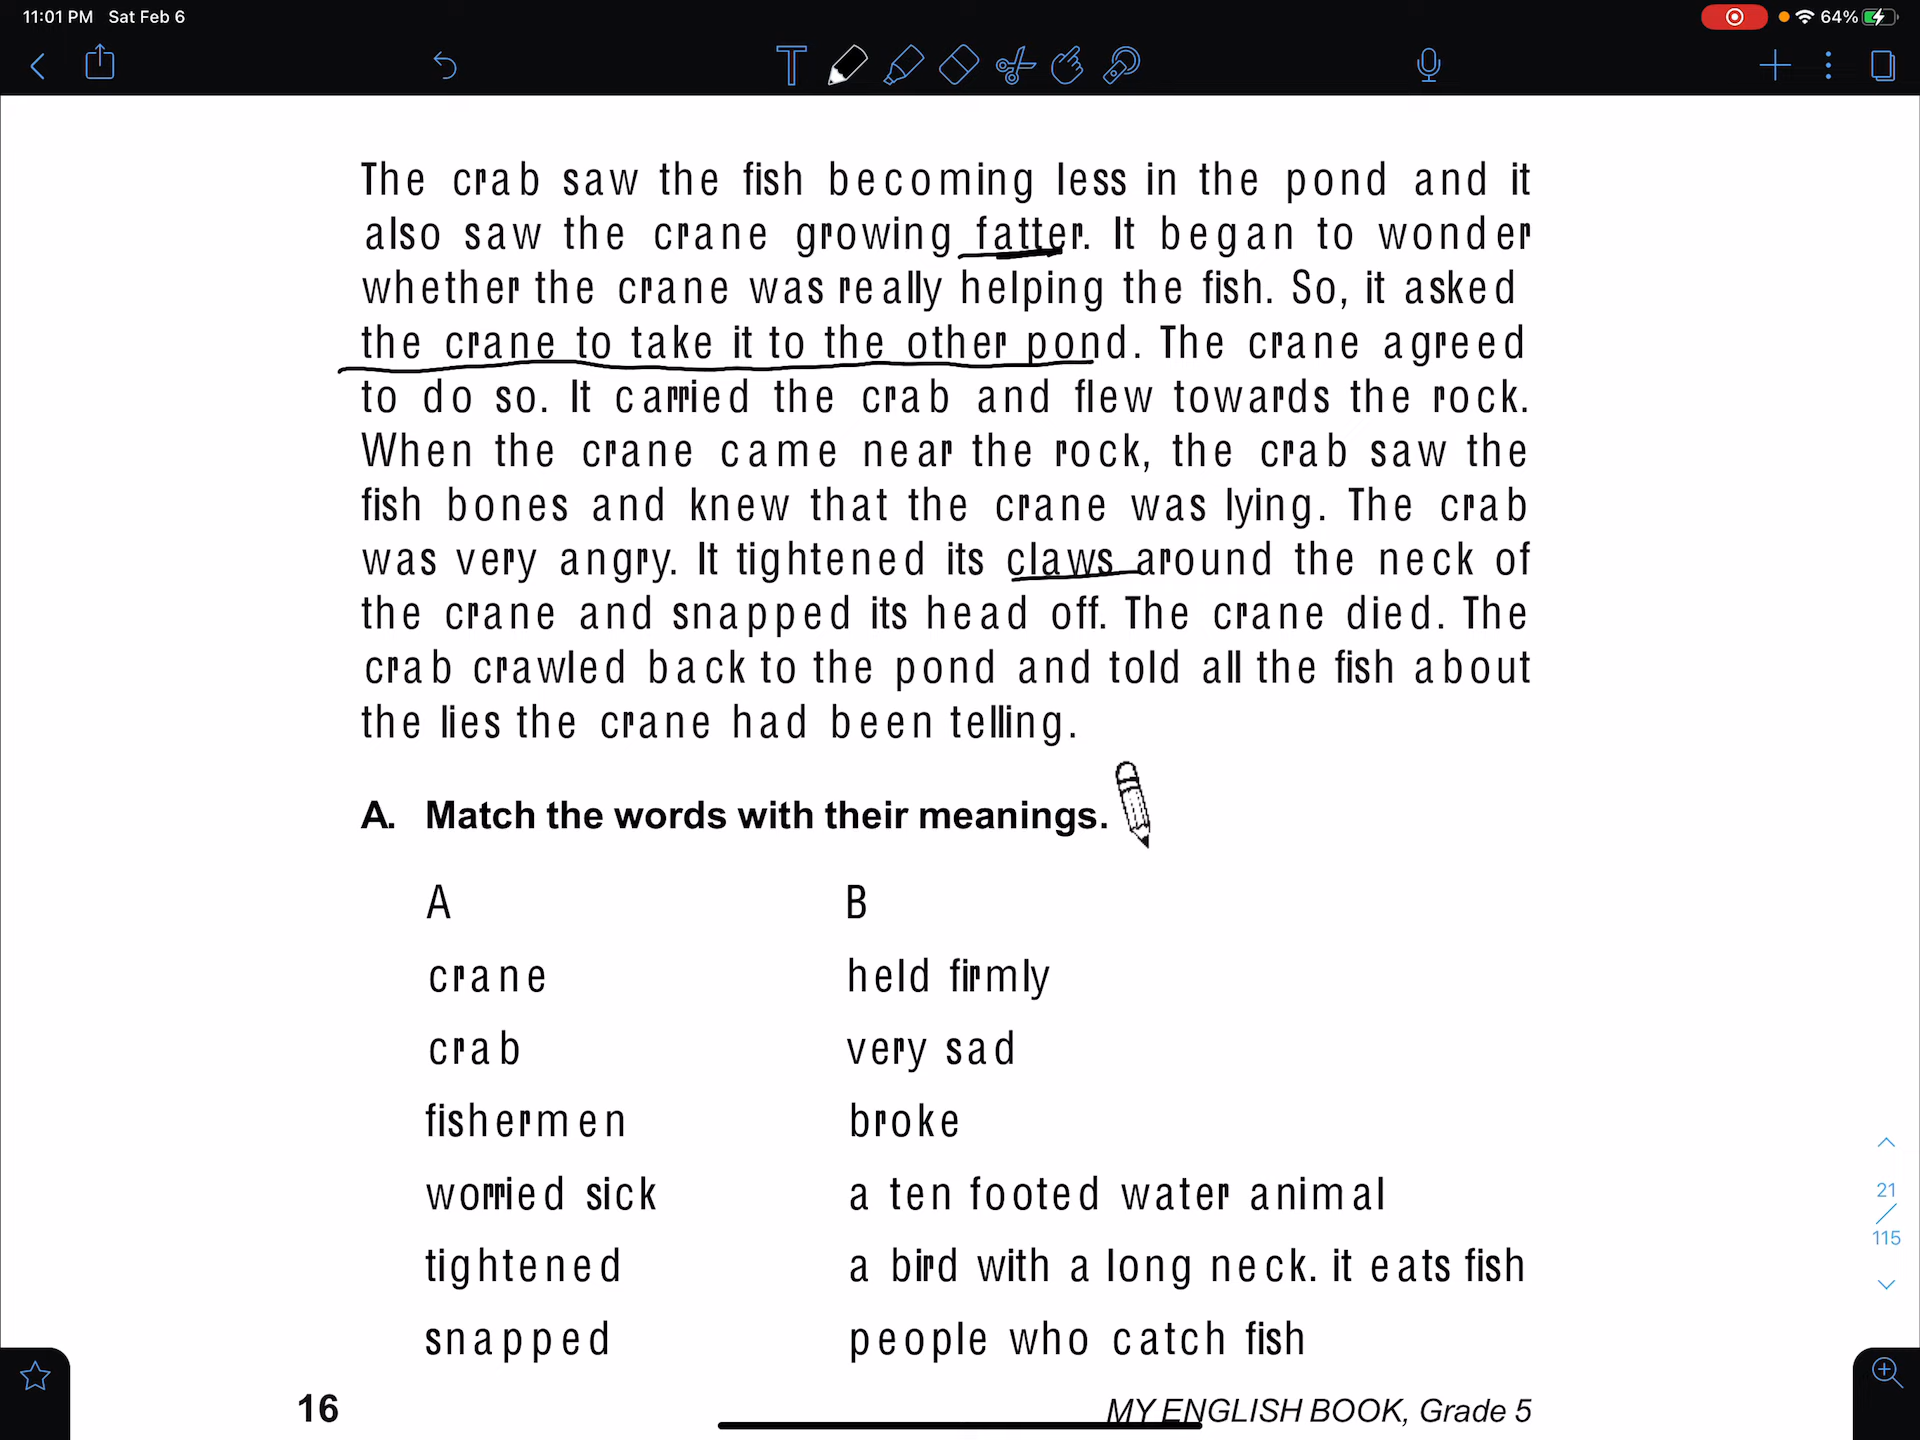 11:01 PM Sat Feb 6 64%
The crab saw the fish becoming less in the pond and it
also saw the crane growing fatter. It began to wonder
whether the crane was really helping the fish. So, it asked
the crane to take it to the other pond. The crane agreed
to do so. It carried the crab and flew towards the rock.
When the crane came near the rock, the crab saw the
fish bones and knew that the crane was lying. The crab
was very angry. It tightened its claws around the neck of
the crane and snapped its head off. The crane died. The
crab crawled back to the pond and told all the fish about
the lies the crane had been telling.
A. Match the words with their meanings.
A B
crane held firmly
crab very sad
fishermen broke
worried sick a ten footed water animal
tightened a bird with a long neck. it eats fish
snapped people who catch fish
21
/
115
16 MY ENGLISH BOOK, Grade 5